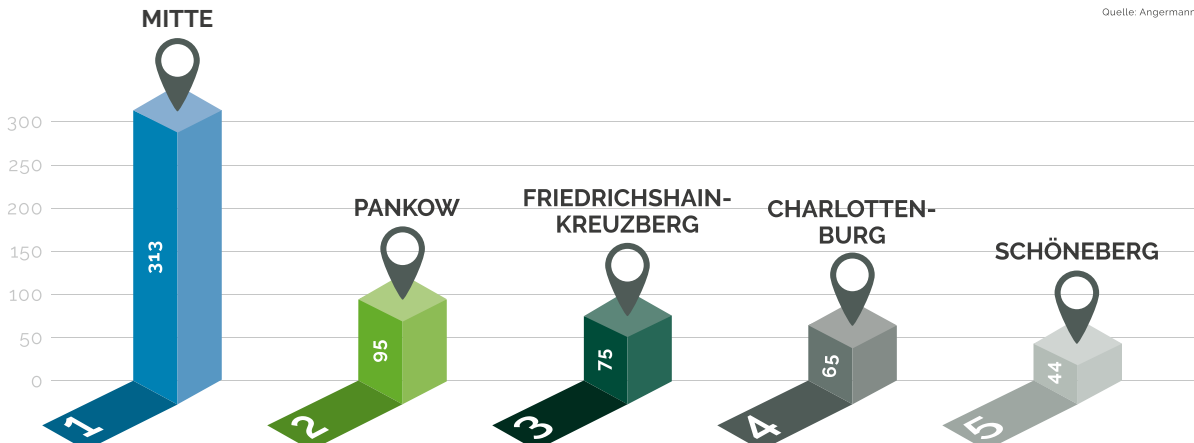 Quelle: Angermann
MITTE
300
250
200
150
100
50
0
313
1
PANKOW
95
2
FRIEDRICHSHAIN-
KREUZBERG
75
3
CHARLOTTEN-
BURG
65
4
SCHÖNEBERG
44
5